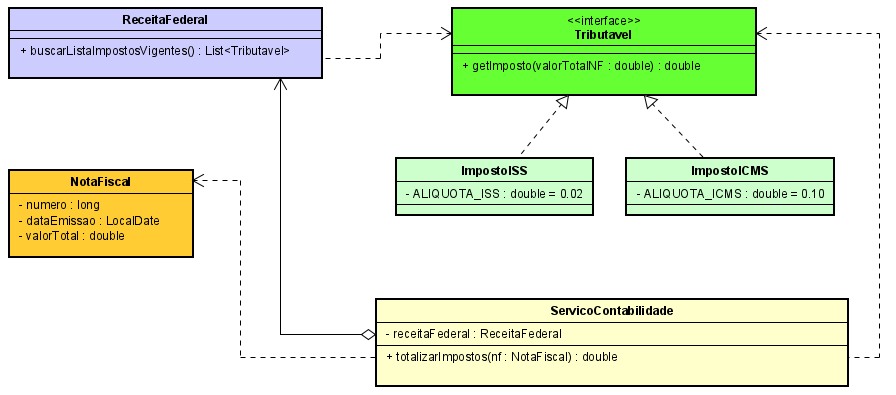 ReceitaFederal
+ buscarListaImpostosVigentes() : List<Tributavel>
<<interface>>
Tributavel
+ getImposto(valorTotalNF : double) : double
ImpostoISS
- ALIQUOTA_ISS : double = 0.02
ImpostoICMS
- ALIQUOTA_ICMS : double = 0.10
NotaFiscal
- numero : long
- dataEmissao : LocalDate
- valorTotal : double
ServicoContabilidade
- receitaFederal : ReceitaFederal
+ totalizarImpostos(nf : NotaFiscal) : double